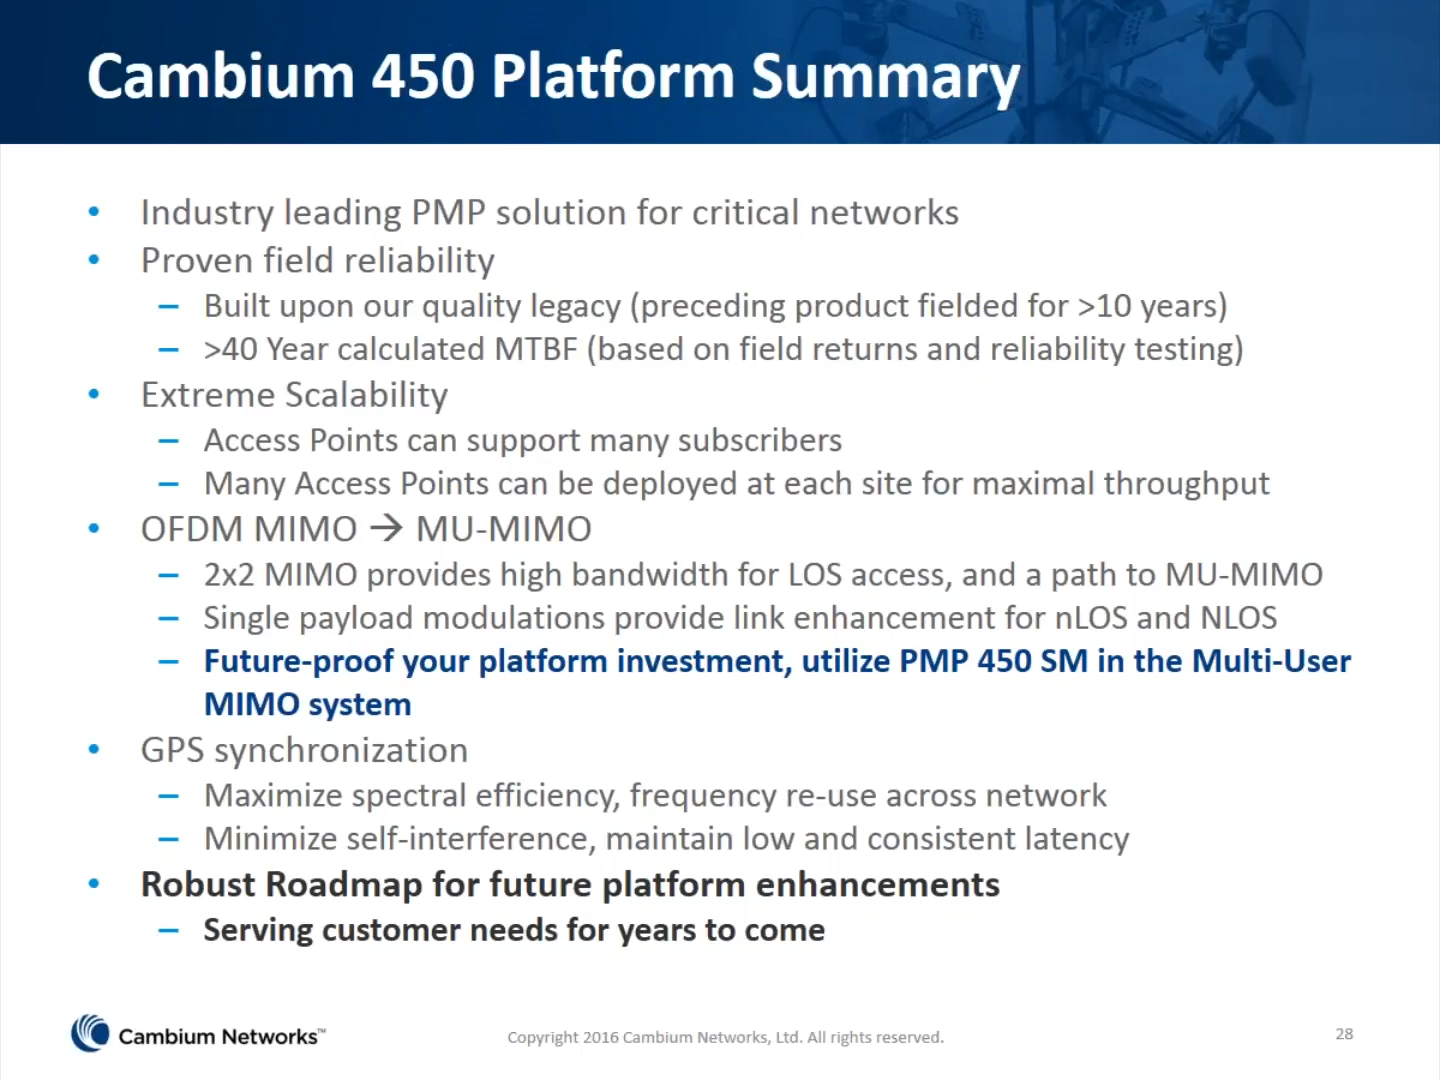 Cambium 450 Platform Summary
• Industry leading PMP solution for critical networks
• Proven field reliability
– Built upon our quality legacy (preceding product fielded for >10 years)
– >40 Year calculated MTBF (based on field returns and reliability testing)
• Extreme Scalability
– Access Points can support many subscribers
– Many Access Points can be deployed at each site for maximal throughput
• OFDM MIMO → MU-MIMO
– 2x2 MIMO provides high bandwidth for LOS access, and a path to MU-MIMO
– Single payload modulations provide link enhancement for nLOS and NLOS
– Future-proof your platform investment, utilize PMP 450 SM in the Multi-User
MIMO system
• GPS synchronization
– Maximize spectral efficiency, frequency re-use across network
– Minimize self-interference, maintain low and consistent latency
• Robust Roadmap for future platform enhancements
– Serving customer needs for years to come
Cambium Networks™
Copyright 2016 Cambium Networks, Ltd. All rights reserved.
28